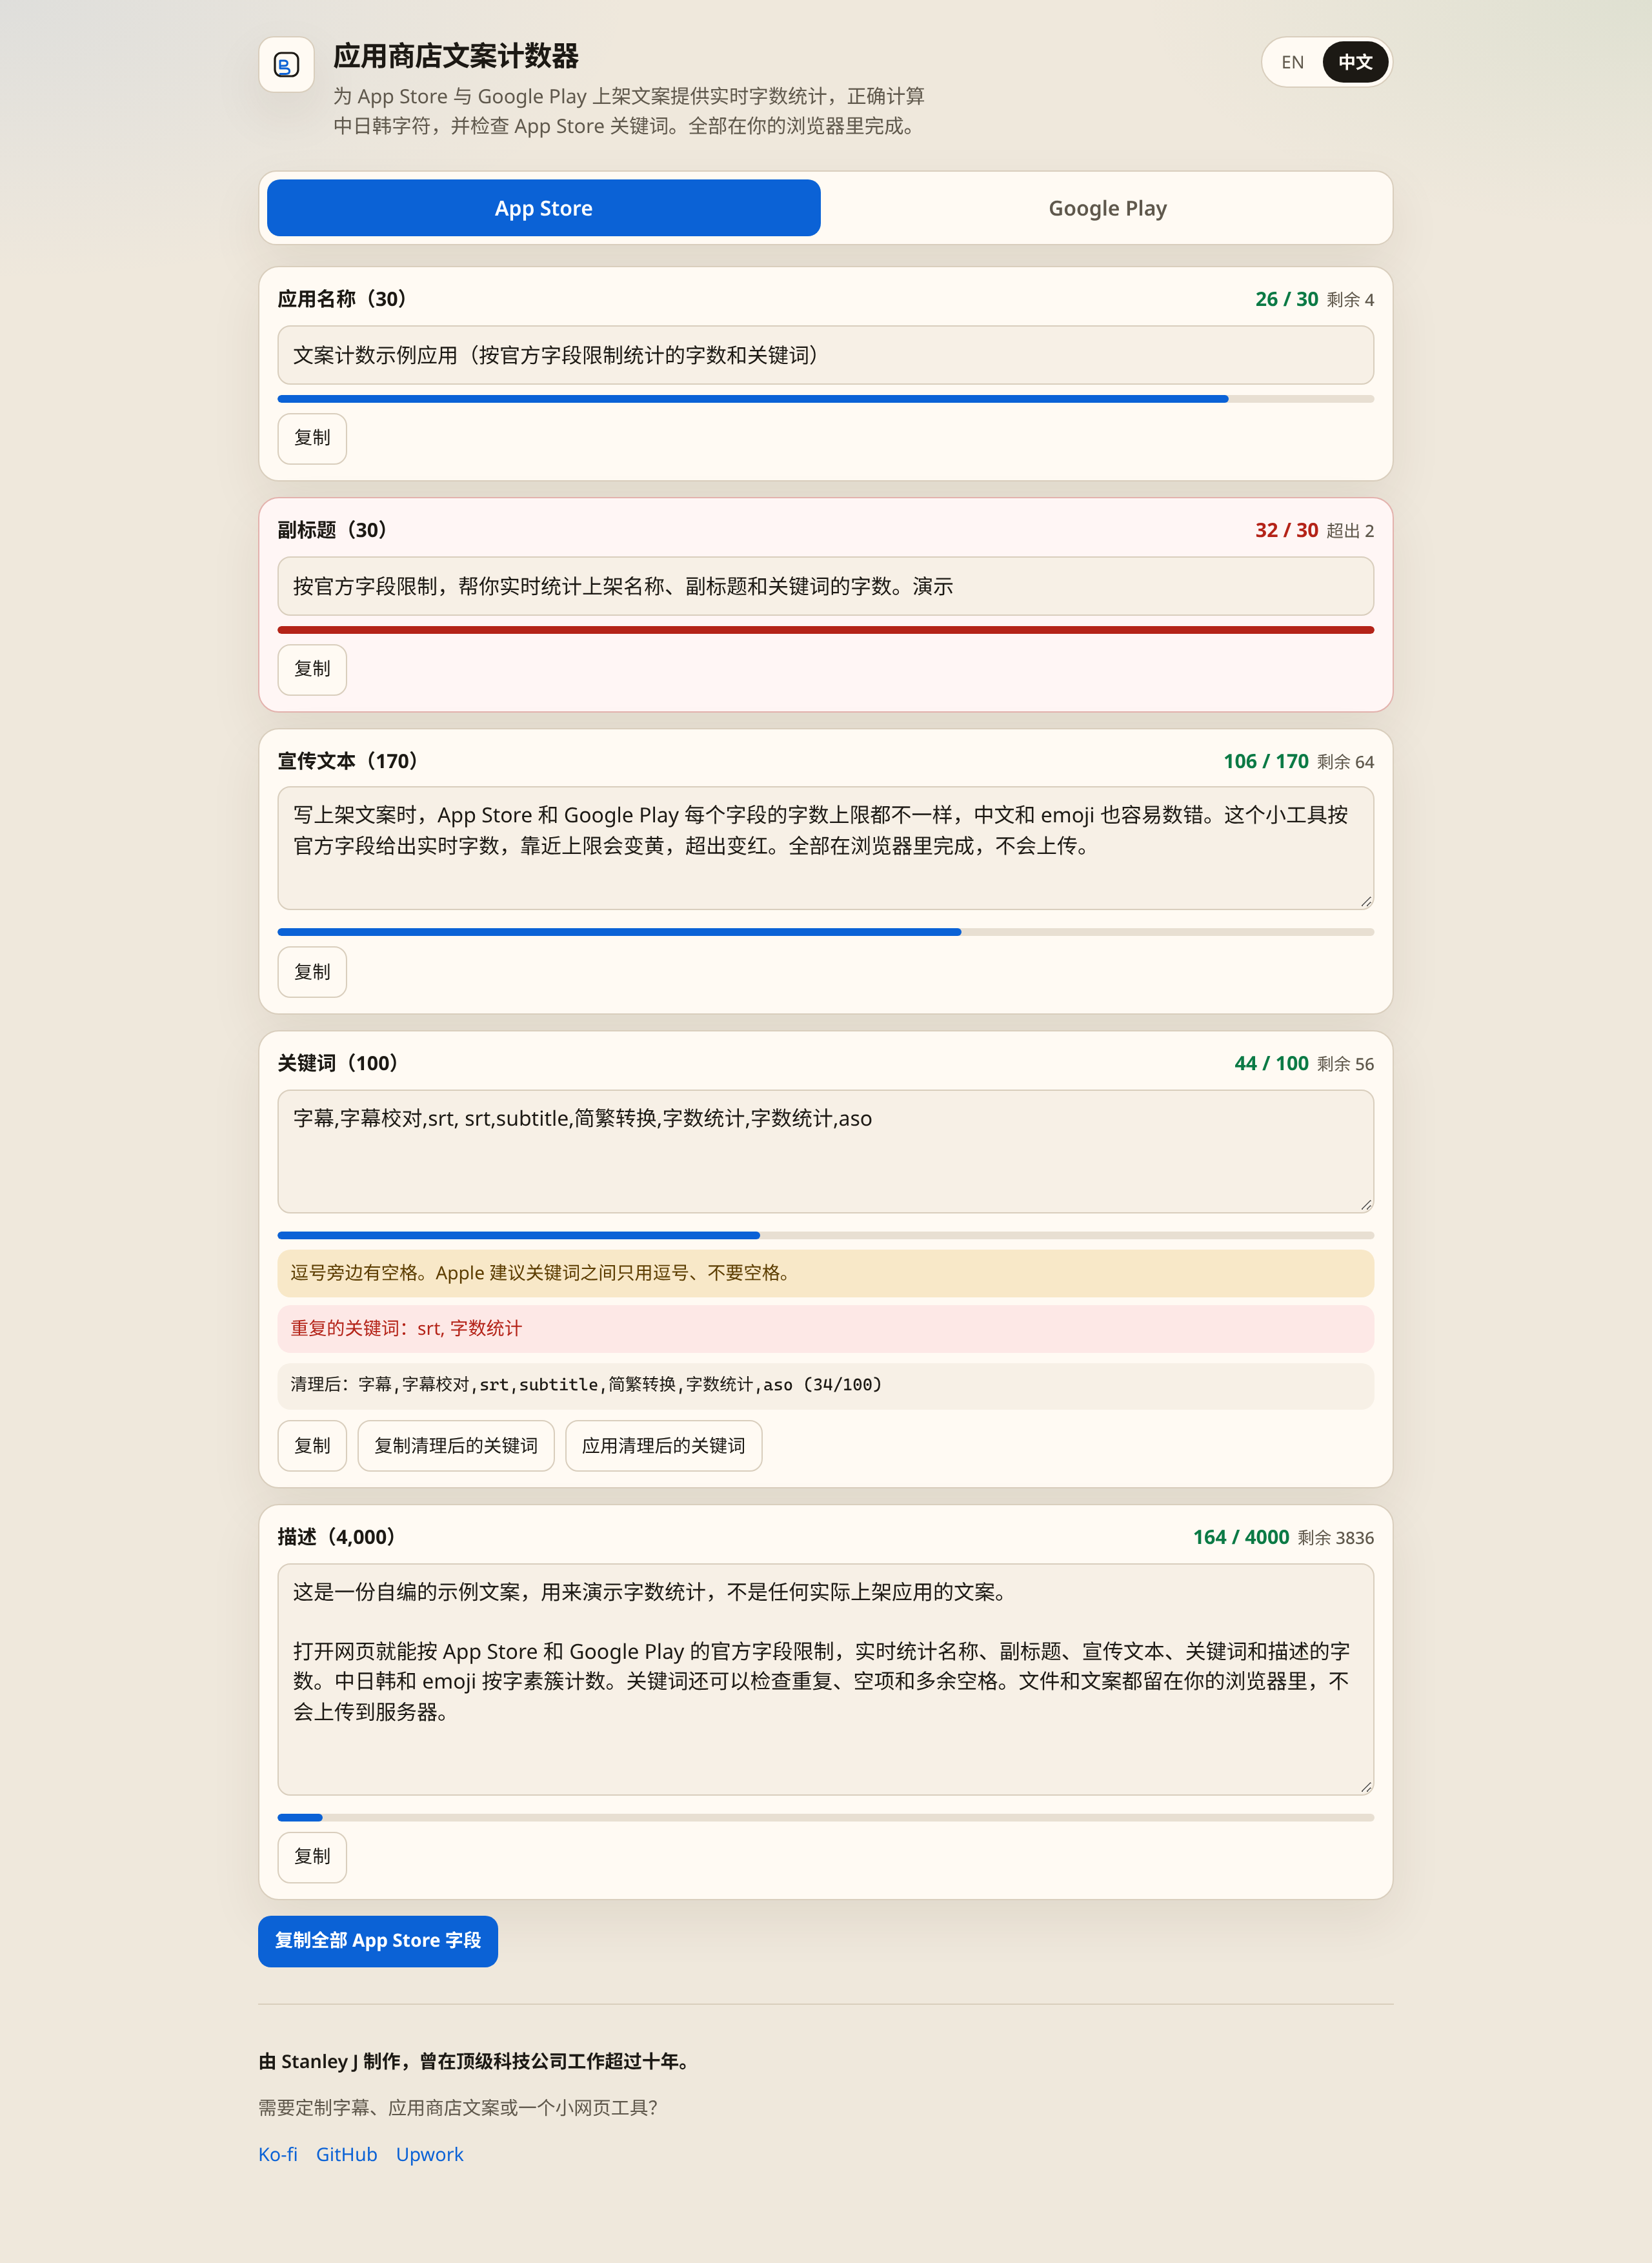 应用商店文案计数器
为 App Store 与 Google Play 上架文案提供实时字数统计，正确计算
中日韩字符，并检查 App Store 关键词。全部在你的浏览器里完成。
EN 中文
App Store Google Play
应用名称（30） 26 / 30 剩余 4
文案计数示例应用（按官方字段限制统计的字数和关键词）
复制
副标题（30） 32 / 30 超出 2
按官方字段限制，帮你实时统计上架名称、副标题和关键词的字数。演示
复制
宣传文本（170） 106 / 170 剩余 64
写上架文案时，App Store 和 Google Play 每个字段的字数上限都不一样，中文和 emoji 也容易数错。这个小工具按
官方字段给出实时字数，靠近上限会变黄，超出变红。全部在浏览器里完成，不会上传。
复制
关键词（100） 44 / 100 剩余 56
字幕,字幕校对,srt, srt,subtitle,简繁转换,字数统计,字数统计,aso
逗号旁边有空格。Apple 建议关键词之间只用逗号、不要空格。
重复的关键词：srt, 字数统计
清理后：字幕,字幕校对,srt,subtitle,简繁转换,字数统计,aso (34/100)
复制 复制清理后的关键词 应用清理后的关键词
描述（4,000） 164 / 4000 剩余 3836
这是一份自编的示例文案，用来演示字数统计，不是任何实际上架应用的文案。
打开网页就能按 App Store 和 Google Play 的官方字段限制，实时统计名称、副标题、宣传文本、关键词和描述的字
数。中日韩和 emoji 按字素簇计数。关键词还可以检查重复、空项和多余空格。文件和文案都留在你的浏览器里，不
会上传到服务器。
复制
复制全部 App Store 字段
由 Stanley J 制作，曾在顶级科技公司工作超过十年。
需要定制字幕、应用商店文案或一个小网页工具？
Ko-fi GitHub Upwork